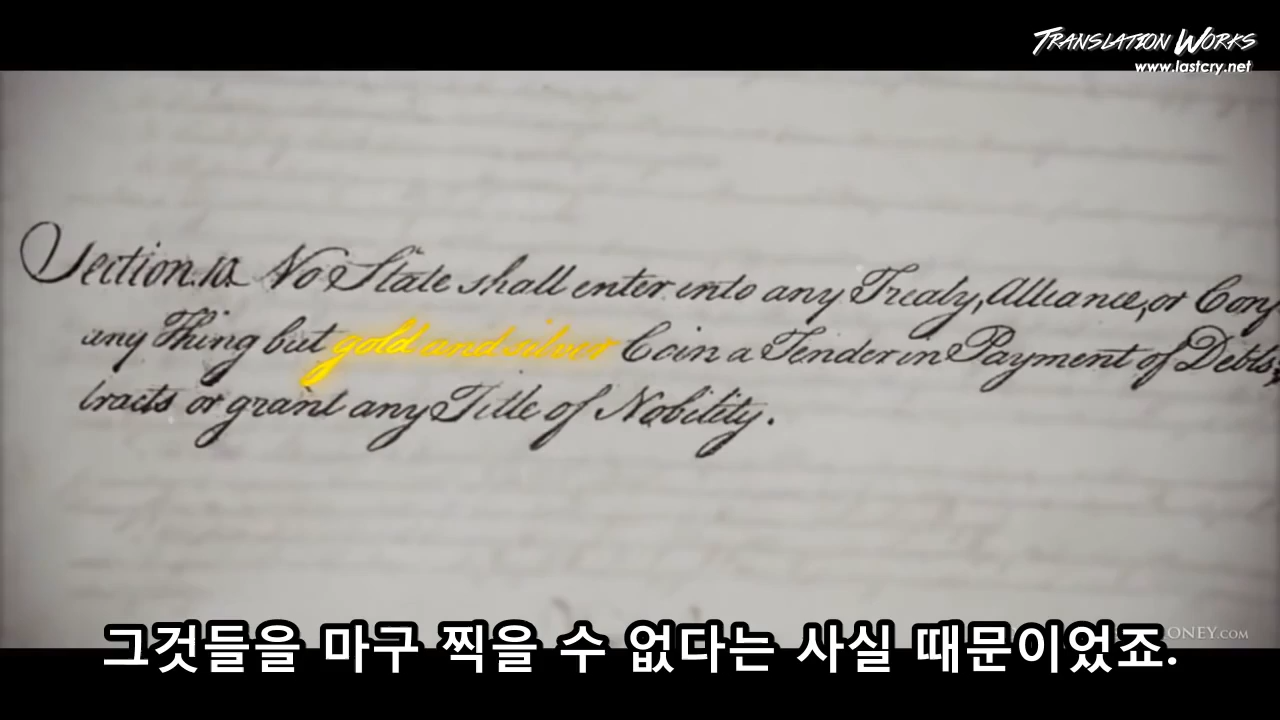 TRANSLATION WORKS
www.lastcry.net
Section. 10. No State shall enter into any Treaty, Alliance, or Conf
any Thing but gold and silver Coin a Tender in Payment of Debts;
tracts or grant any Title of Nobility.
ONEY.COM
그것들을 마구 찍을 수 없다는 사실 때문이었죠.